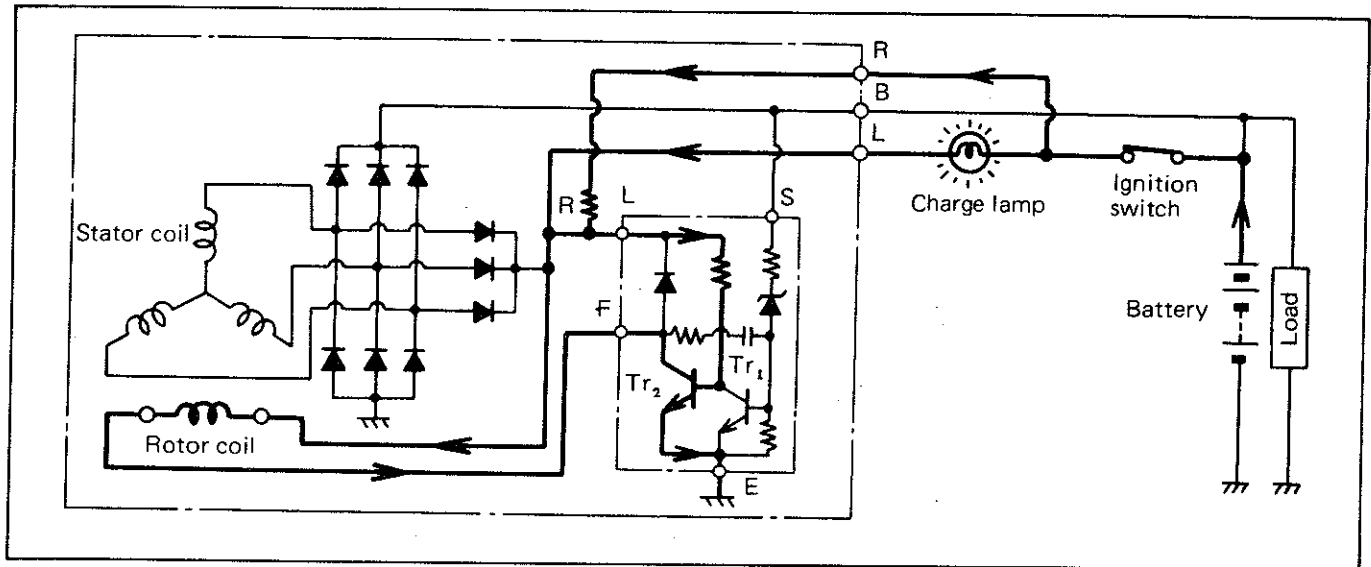 R
B
L
R
L
S
Charge lamp
Ignition
switch
Stator coil
Battery
Load
F
Tr₂
Tr₁
Rotor coil
E